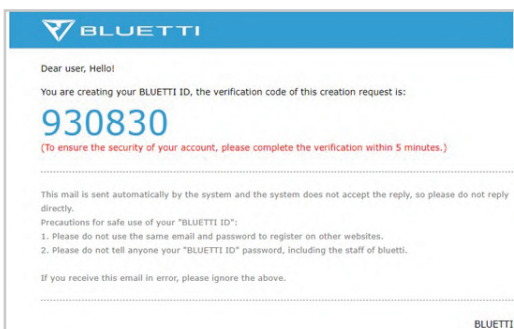 BLUETTI
Dear user, Hello!
You are creating your BLUETTI ID, the verification code of this creation request is:
930830
(To ensure the security of your account, please complete the verification within 5 minutes.)
This mail is sent automatically by the system and the system does not accept the reply, so please do not reply
directly.
Precautions for safe use of your "BLUETTI ID":
1. Please do not use the same email and password to register on other websites.
2. Please do not tell anyone your "BLUETTI ID" password, including the staff of bluetti.
If you receive this email in error, please ignore the above.
BLUETTI